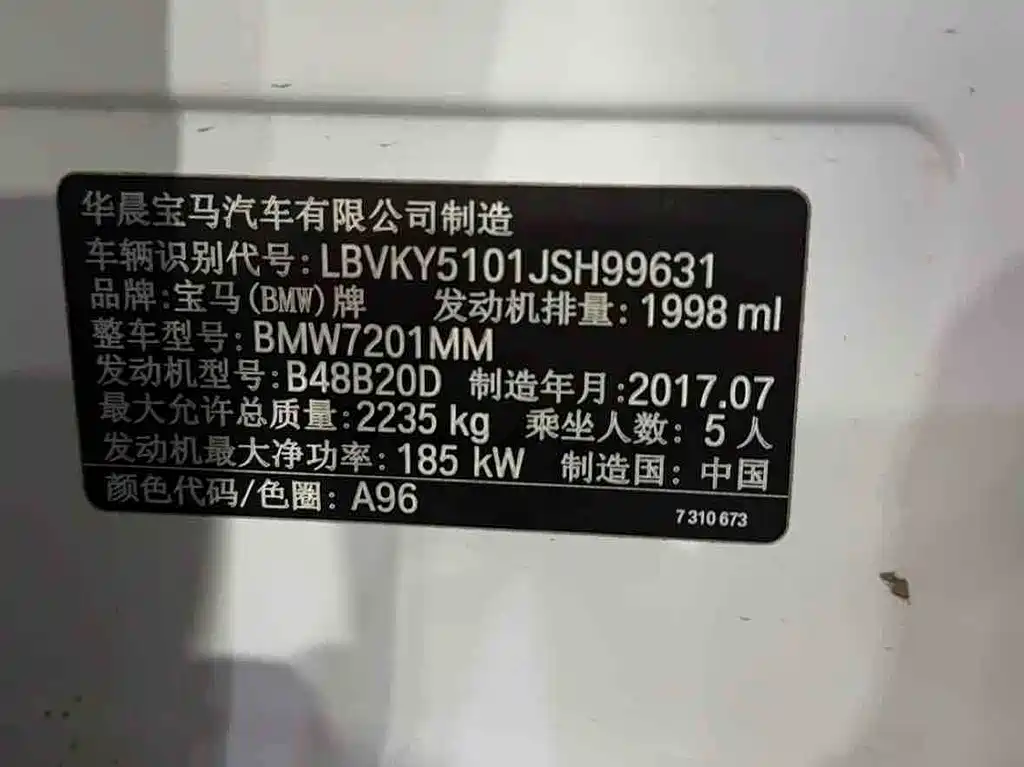 华晨宝马汽车有限公司制造
车辆识别代号:LBVKY5101JSH99631
品牌:宝马(BMW)牌 发动机排量:1998 ml
整车型号:BMW7201MM
发动机型号:B48B20D 制造年月:2017.07
最大允许总质量:2235 kg 乘坐人数:5人
发动机最大净功率:185 kW 制造国:中国
颜色代码/色圈:A96 7 310 673